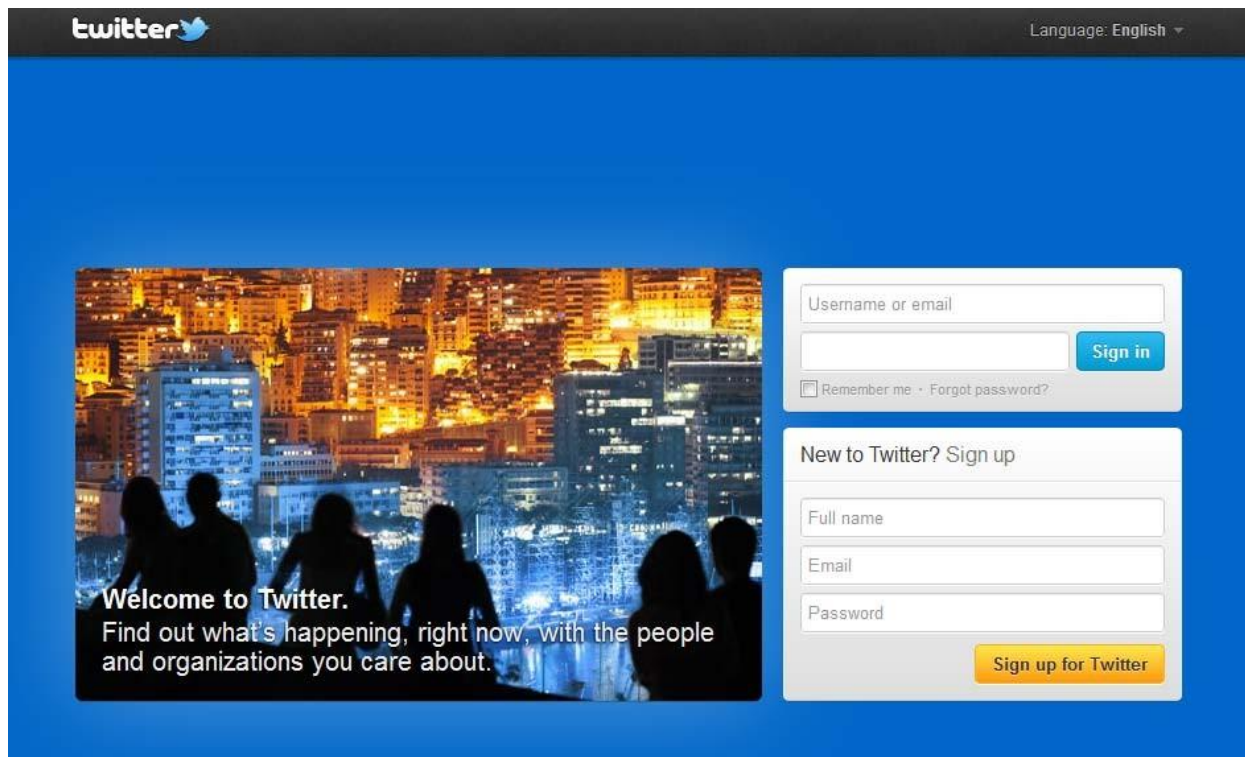 twitter
Language: English
Username or email
Sign in
Remember me · Forgot password?
New to Twitter? Sign up
Full name
Email
Password
Sign up for Twitter
Welcome to Twitter.
Find out what's happening, right now, with the people
and organizations you care about.